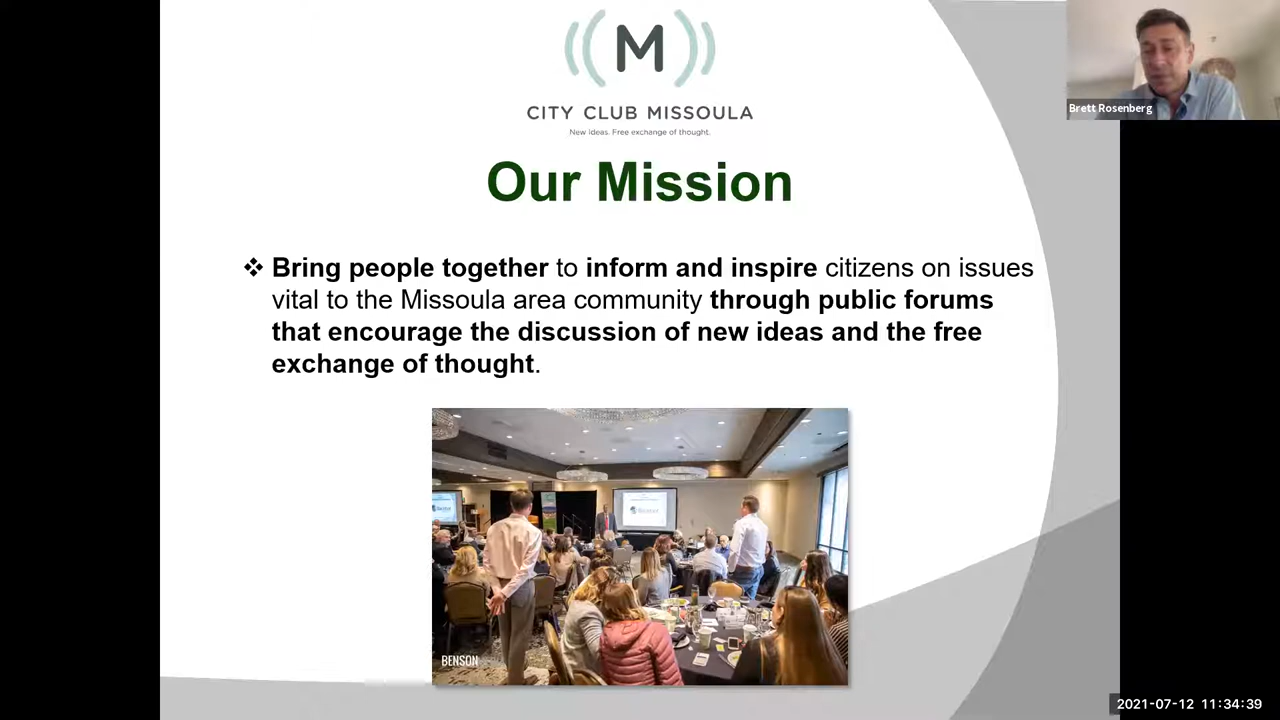 M
CITY CLUB MISSOULA
New Ideas. Free exchange of thought.
Brett Rosenberg
Our Mission
❖ Bring people together to inform and inspire citizens on issues
vital to the Missoula area community through public forums
that encourage the discussion of new ideas and the free
exchange of thought.
BENSON
2021-07-12 11:34:39